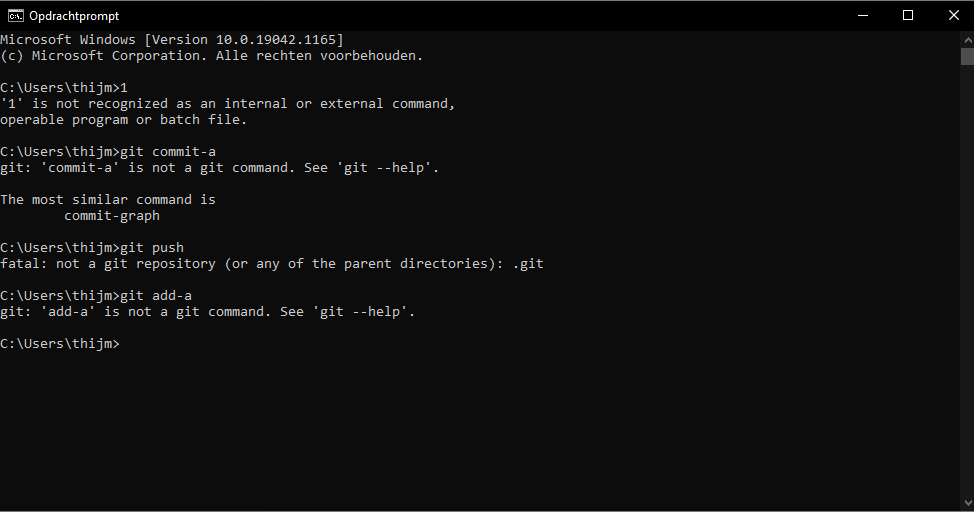 Opdrachtprompt
Microsoft Windows [Version 10.0.19042.1165]
(c) Microsoft Corporation. Alle rechten voorbehouden.
C:\Users\thijm>1
'1' is not recognized as an internal or external command,
operable program or batch file.
C:\Users\thijm>git commit-a
git: 'commit-a' is not a git command. See 'git --help'.
The most similar command is
commit-graph
C:\Users\thijm>git push
fatal: not a git repository (or any of the parent directories): .git
C:\Users\thijm>git add-a
git: 'add-a' is not a git command. See 'git --help'.
C:\Users\thijm>